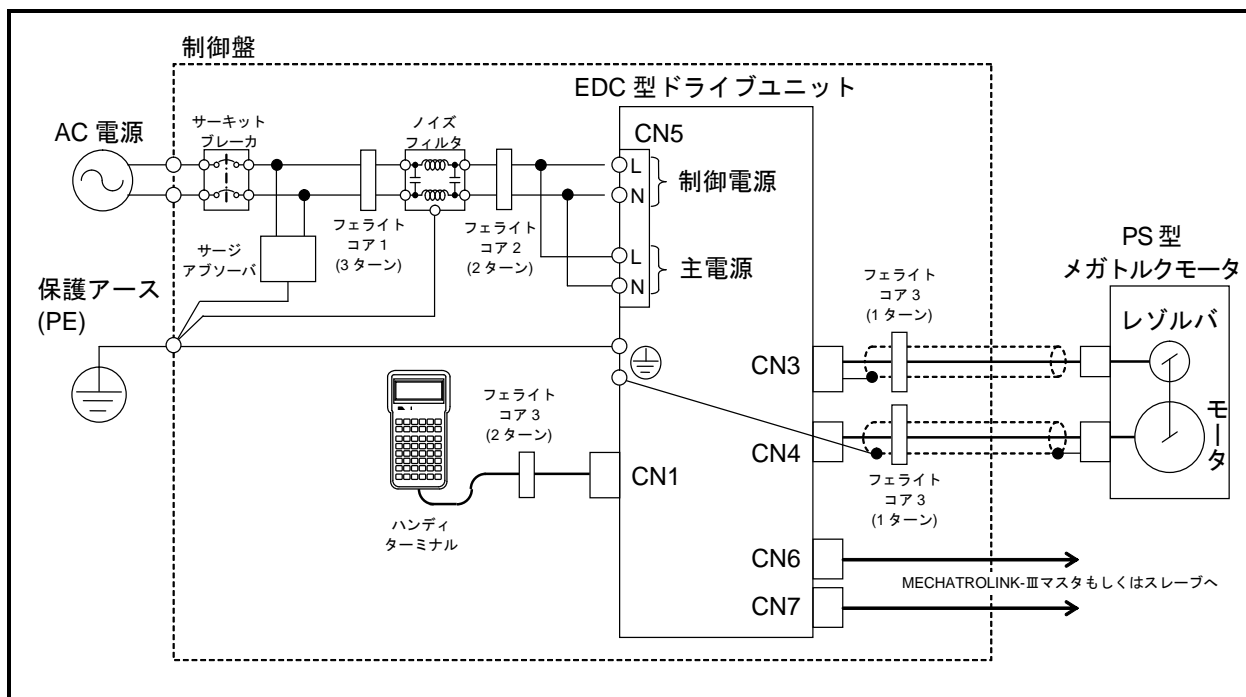 制御盤
EDC 型ドライブユニット
AC 電源
サーキット
ブレーカ
ノイズ
フィルタ
CN5
L
N
制御電源
L
N
主電源
フェライト
コア 1
(3 ターン)
フェライト
コア 2
(2 ターン)
サージ
アブソーバ
保護アース
(PE)
PS 型
メガトルクモータ
レゾルバ
モータ
フェライト
コア 3
(1 ターン)
CN3
CN4
フェライト
コア 3
(2 ターン)
CN1
フェライト
コア 3
(1 ターン)
ハンディ
ターミナル
CN6
MECHATROLINK-Ⅲマスタもしくはスレーブへ
CN7